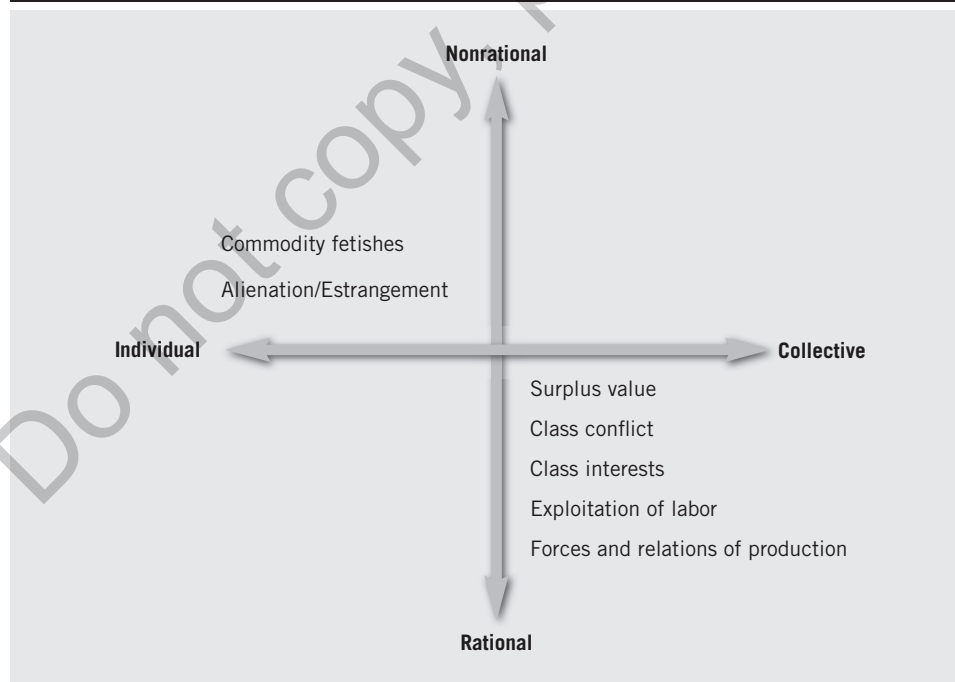 Do not copy,
Nonrational
Commodity fetishes
Alienation/Estrangement
Individual
Collective
Surplus value
Class conflict
Class interests
Exploitation of labor
Forces and relations of production
Rational